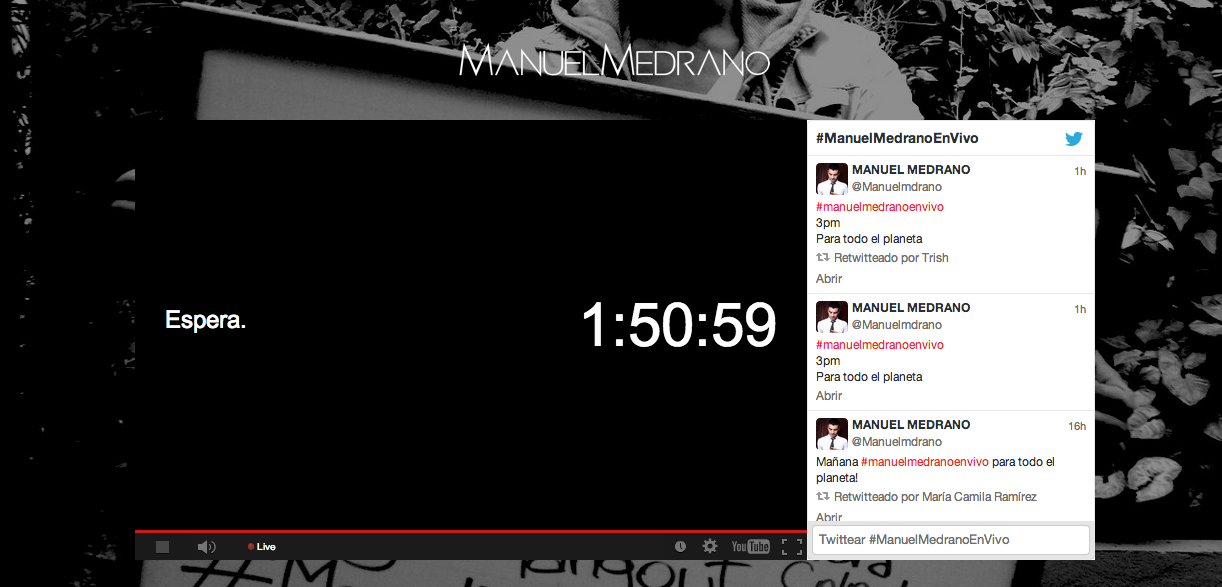 MANUELMEDRANO
Espera.
1:50:59
Live
YouTube
#ManuelMedranoEnVivo
MANUEL MEDRANO
1h
@Manuelmdrano
#manuelmedranoenvivo
3pm
Para todo el planeta
Retwitteado por Trish
Abrir
MANUEL MEDRANO
1h
@Manuelmdrano
#manuelmedranoenvivo
3pm
Para todo el planeta
Abrir
MANUEL MEDRANO
16h
@Manuelmdrano
Mañana #manuelmedranoenvivo para todo el
planeta!
Retwitteado por María Camila Ramírez
Abrir
Twittear #ManuelMedranoEnVivo